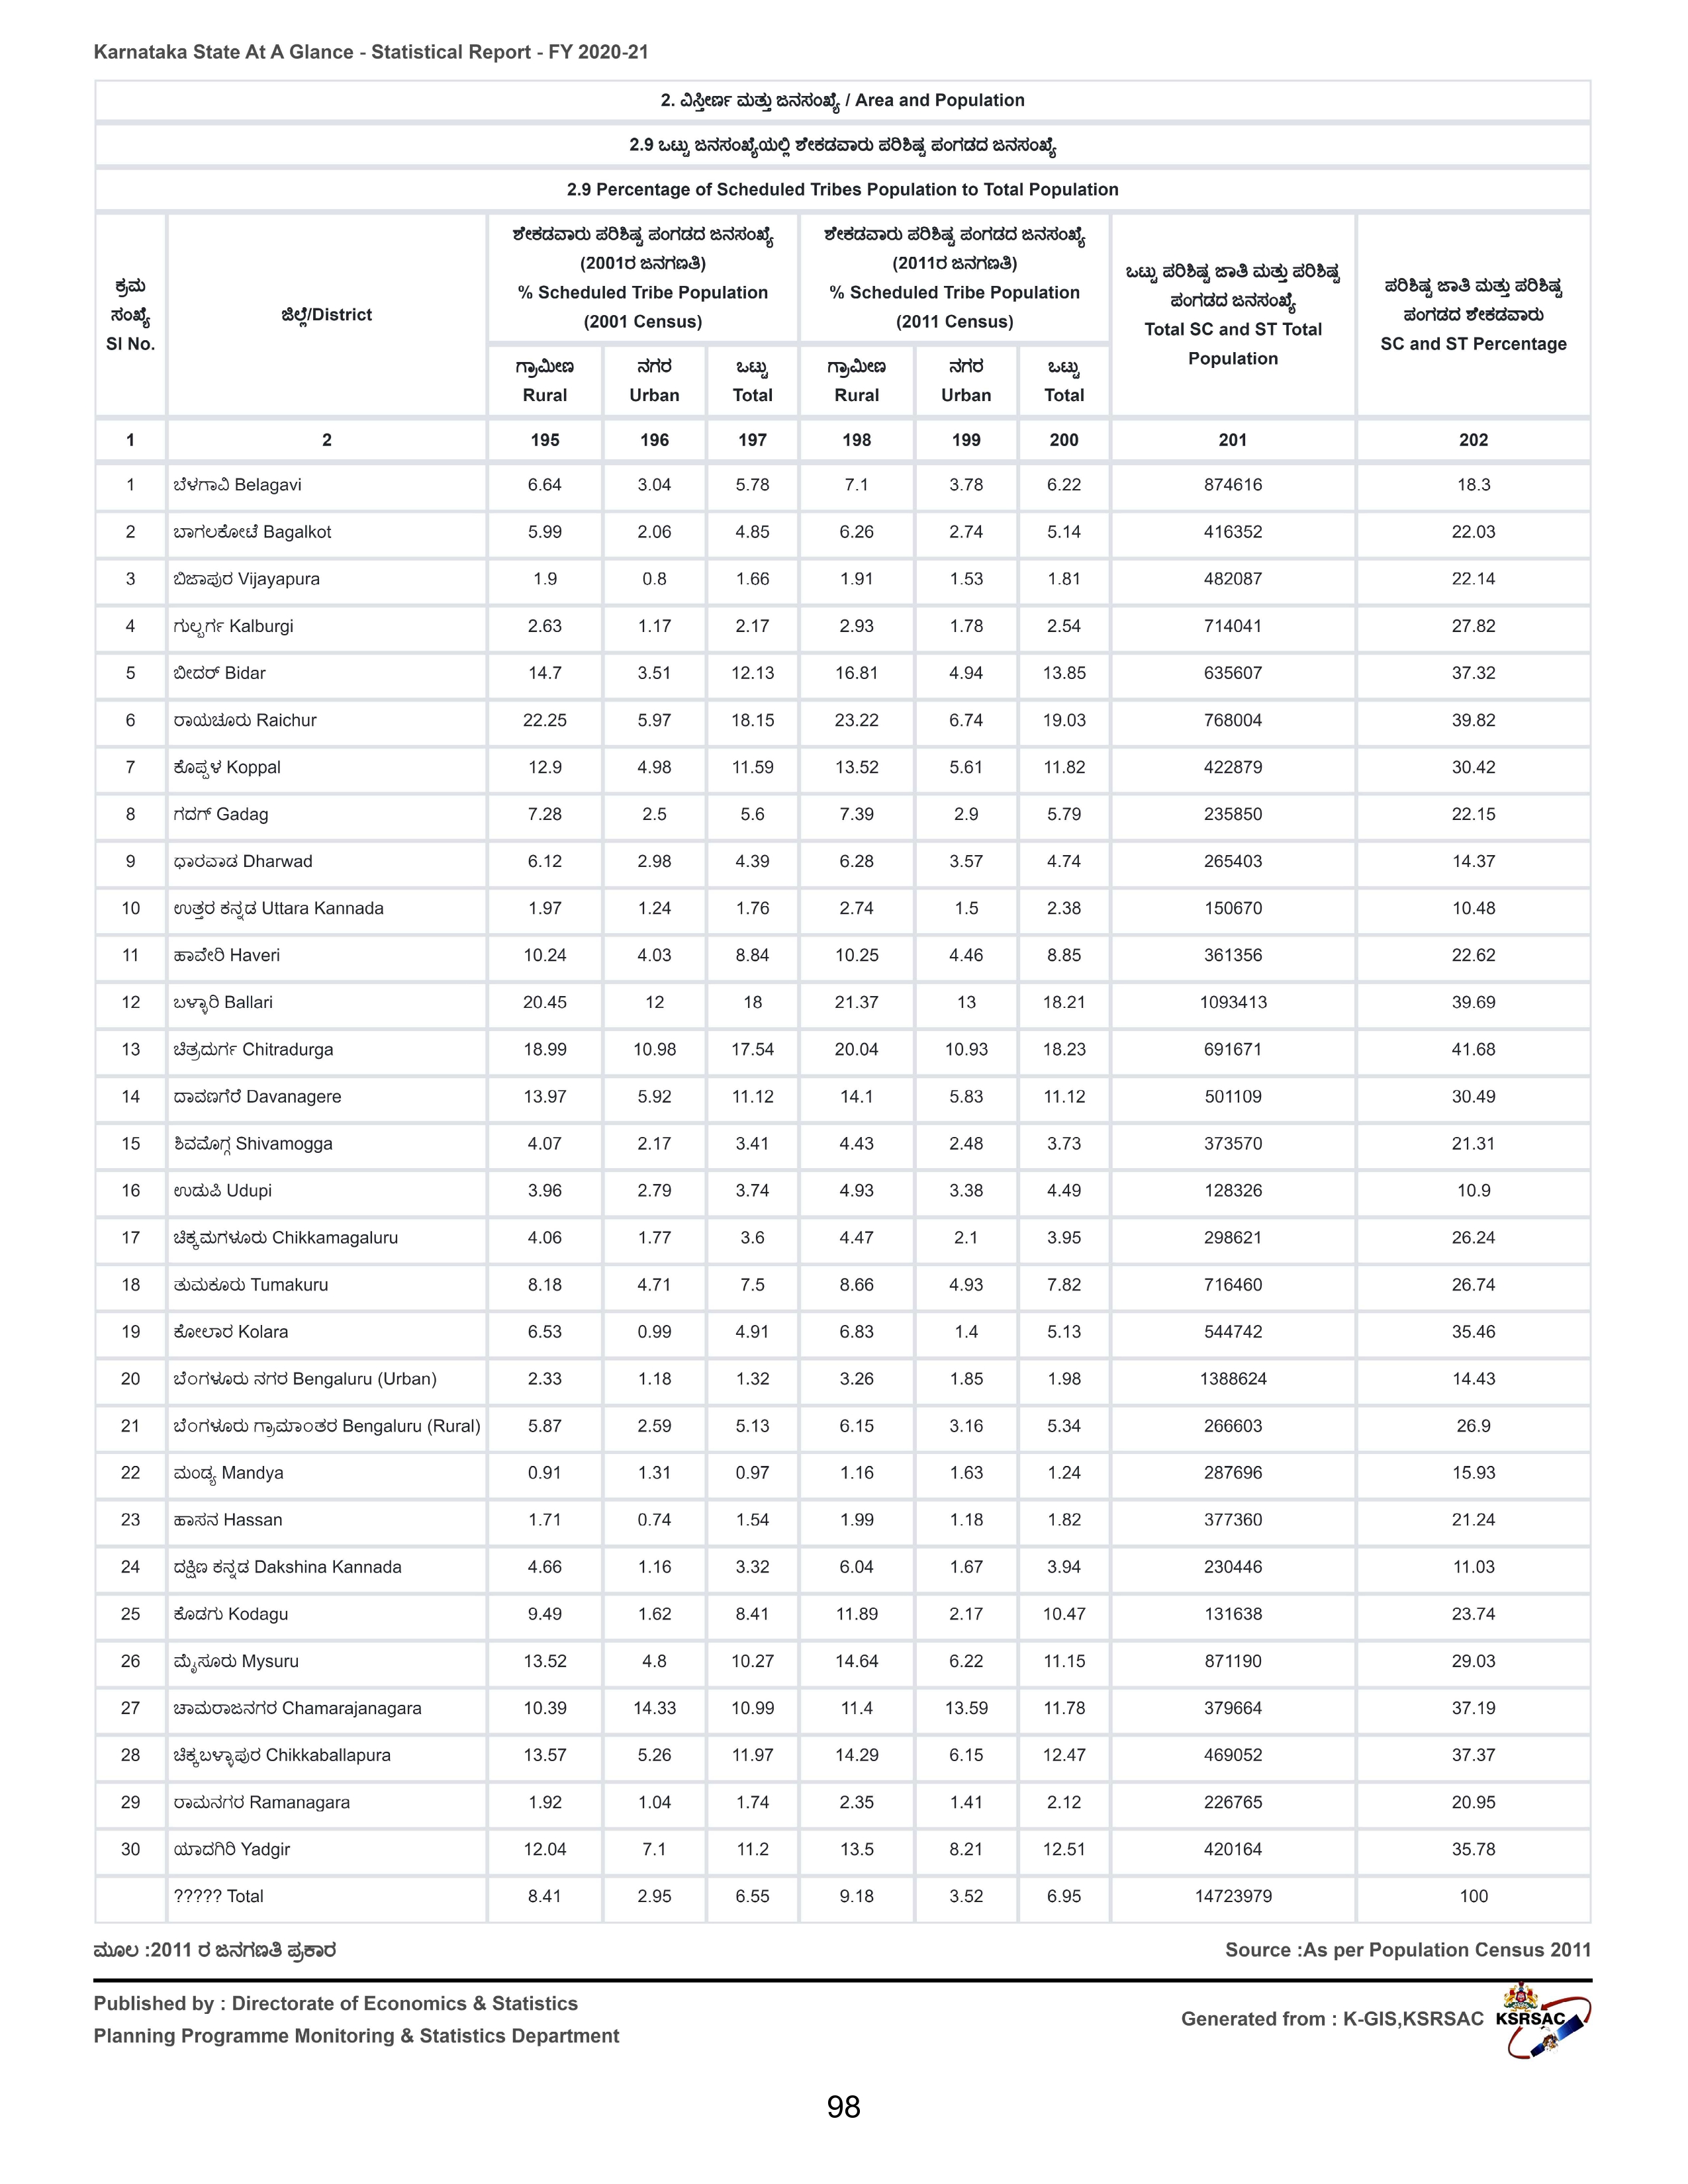 Karnataka State At A Glance - Statistical Report - FY 2020-21
2. ವಿಸ್ತೀರ್ಣ ಮತ್ತು ಜನಸಂಖ್ಯೆ / Area and Population
2.9 ಒಟ್ಟು ಜನಸಂಖ್ಯೆಯಲ್ಲಿ ಶೇಕಡವಾರು ಪರಿಶಿಷ್ಟ ಪಂಗಡದ ಜನಸಂಖ್ಯೆ
2.9 Percentage of Scheduled Tribes Population to Total Population
ಕ್ರಮ
ಸಂಖ್ಯೆ
Sl No.
ಜಿಲ್ಲೆ/District
ಶೇಕಡವಾರು ಪರಿಶಿಷ್ಟ ಪಂಗಡದ ಜನಸಂಖ್ಯೆ
(2001ರ ಜನಗಣತಿ)
% Scheduled Tribe Population
(2001 Census)
ಶೇಕಡವಾರು ಪರಿಶಿಷ್ಟ ಪಂಗಡದ ಜನಸಂಖ್ಯೆ
(2011ರ ಜನಗಣತಿ)
% Scheduled Tribe Population
(2011 Census)
ಒಟ್ಟು ಪರಿಶಿಷ್ಟ ಜಾತಿ ಮತ್ತು ಪರಿಶಿಷ್ಟ
ಪಂಗಡದ ಜನಸಂಖ್ಯೆ
Total SC and ST Total
Population
ಪರಿಶಿಷ್ಟ ಜಾತಿ ಮತ್ತು ಪರಿಶಿಷ್ಟ
ಪಂಗಡದ ಶೇಕಡವಾರು
SC and ST Percentage
ಗ್ರಾಮೀಣ ನಗರ ಒಟ್ಟು ಗ್ರಾಮೀಣ ನಗರ ಒಟ್ಟು
Rural Urban Total Rural Urban Total
1 2 195 196 197 198 199 200 201 202
1 ಬೆಳಗಾವಿ Belagavi 6.64 3.04 5.78 7.1 3.78 6.22 874616 18.3
2 ಬಾಗಲಕೋಟೆ Bagalkot 5.99 2.06 4.85 6.26 2.74 5.14 416352 22.03
3 ಬಿಜಾಪುರ Vijayapura 1.9 0.8 1.66 1.91 1.53 1.81 482087 22.14
4 ಗುಲ್ಬರ್ಗ Kalburgi 2.63 1.17 2.17 2.93 1.78 2.54 714041 27.82
5 ಬೀದರ್ Bidar 14.7 3.51 12.13 16.81 4.94 13.85 635607 37.32
6 ರಾಯಚೂರು Raichur 22.25 5.97 18.15 23.22 6.74 19.03 768004 39.82
7 ಕೊಪ್ಪಳ Koppal 12.9 4.98 11.59 13.52 5.61 11.82 422879 30.42
8 ಗದಗ್ Gadag 7.28 2.5 5.6 7.39 2.9 5.79 235850 22.15
9 ಧಾರವಾಡ Dharwad 6.12 2.98 4.39 6.28 3.57 4.74 265403 14.37
10 ಉತ್ತರ ಕನ್ನಡ Uttara Kannada 1.97 1.24 1.76 2.74 1.5 2.38 150670 10.48
11 ಹಾವೇರಿ Haveri 10.24 4.03 8.84 10.25 4.46 8.85 361356 22.62
12 ಬಳ್ಳಾರಿ Ballari 20.45 12 18 21.37 13 18.21 1093413 39.69
13 ಚಿತ್ರದುರ್ಗ Chitradurga 18.99 10.98 17.54 20.04 10.93 18.23 691671 41.68
14 ದಾವಣಗೆರೆ Davanagere 13.97 5.92 11.12 14.1 5.83 11.12 501109 30.49
15 ಶಿವಮೊಗ್ಗ Shivamogga 4.07 2.17 3.41 4.43 2.48 3.73 373570 21.31
16 ಉಡುಪಿ Udupi 3.96 2.79 3.74 4.93 3.38 4.49 128326 10.9
17 ಚಿಕ್ಕಮಗಳೂರು Chikkamagaluru 4.06 1.77 3.6 4.47 2.1 3.95 298621 26.24
18 ತುಮಕೂರು Tumakuru 8.18 4.71 7.5 8.66 4.93 7.82 716460 26.74
19 ಕೋಲಾರ Kolara 6.53 0.99 4.91 6.83 1.4 5.13 544742 35.46
20 ಬೆಂಗಳೂರು ನಗರ Bengaluru (Urban) 2.33 1.18 1.32 3.26 1.85 1.98 1388624 14.43
21 ಬೆಂಗಳೂರು ಗ್ರಾಮಾಂತರ Bengaluru (Rural) 5.87 2.59 5.13 6.15 3.16 5.34 266603 26.9
22 ಮಂಡ್ಯ Mandya 0.91 1.31 0.97 1.16 1.63 1.24 287696 15.93
23 ಹಾಸನ Hassan 1.71 0.74 1.54 1.99 1.18 1.82 377360 21.24
24 ದಕ್ಷಿಣ ಕನ್ನಡ Dakshina Kannada 4.66 1.16 3.32 6.04 1.67 3.94 230446 11.03
25 ಕೊಡಗು Kodagu 9.49 1.62 8.41 11.89 2.17 10.47 131638 23.74
26 ಮೈಸೂರು Mysuru 13.52 4.8 10.27 14.64 6.22 11.15 871190 29.03
27 ಚಾಮರಾಜನಗರ Chamarajanagara 10.39 14.33 10.99 11.4 13.59 11.78 379664 37.19
28 ಚಿಕ್ಕಬಳ್ಳಾಪುರ Chikkaballapura 13.57 5.26 11.97 14.29 6.15 12.47 469052 37.37
29 ರಾಮನಗರ Ramanagara 1.92 1.04 1.74 2.35 1.41 2.12 226765 20.95
30 ಯಾದಗಿರಿ Yadgir 12.04 7.1 11.2 13.5 8.21 12.51 420164 35.78
????? Total 8.41 2.95 6.55 9.18 3.52 6.95 14723979 100
ಮೂಲ :2011 ರ ಜನಗಣತಿ ಪ್ರಕಾರ Source :As per Population Census 2011
Published by : Directorate of Economics & Statistics
Planning Programme Monitoring & Statistics Department
Generated from : K-GIS,KSRSAC KSRSAC
98